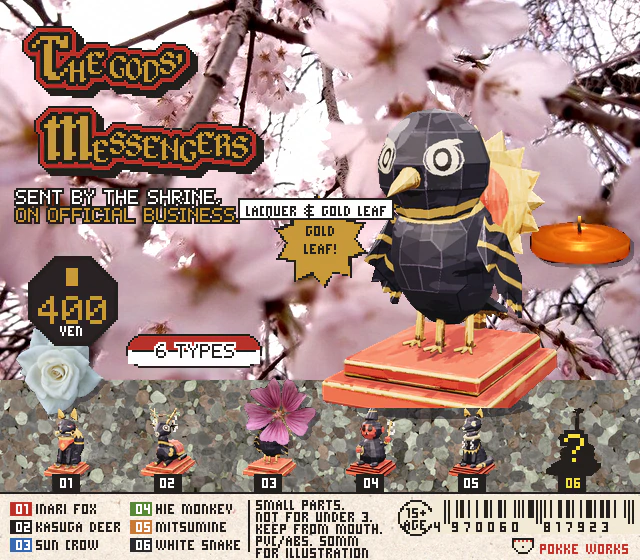 THE GODS'
MESSENGERS
SENT BY THE SHRINE,
ON OFFICIAL BUSINESS.
LACQUER & GOLD LEAF
GOLD
LEAF!
400
YEN
6 TYPES
01
02
03
04
05
?
06
01 INARI FOX
02 KASUGA DEER
03 SUN CROW
04 HIE MONKEY
05 MITSUMINE
06 WHITE SNAKE
SMALL PARTS.
NOT FOR UNDER 3.
KEEP FROM MOUTH.
PVC/ABS. 50MM
FOR ILLUSTRATION
15+
AGE
4 970060 817923
POKKE WORKS